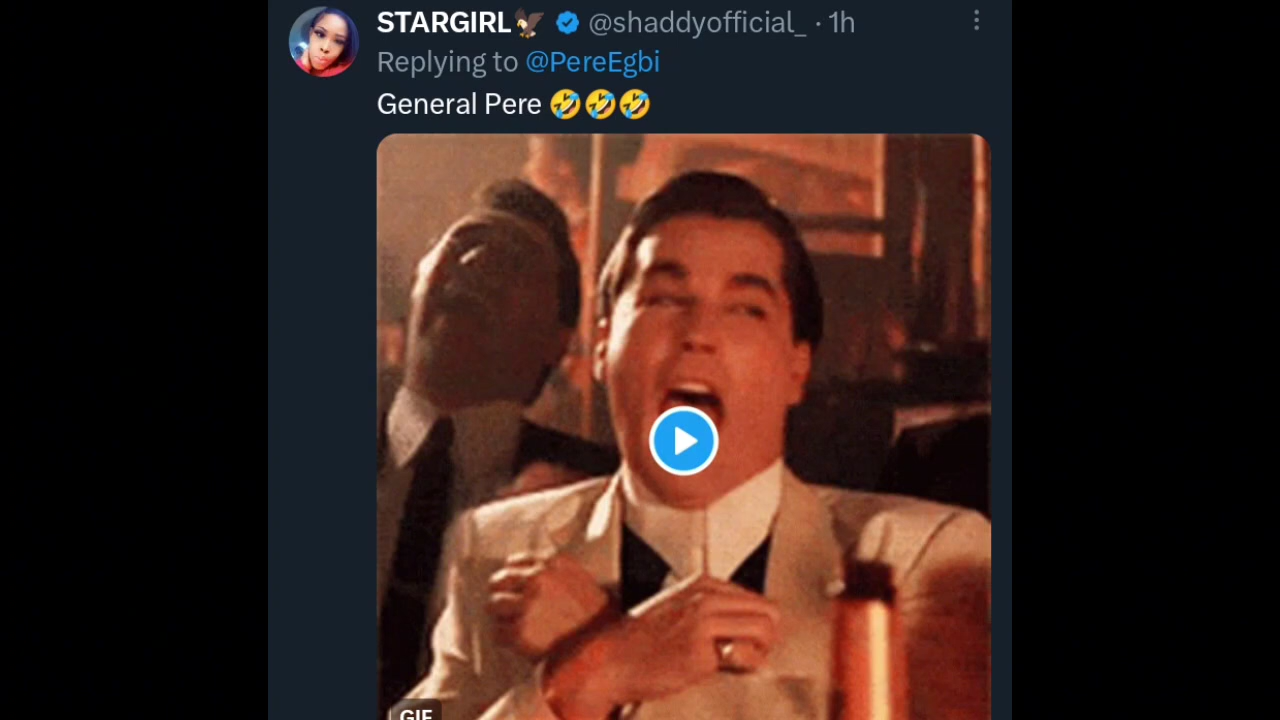 STARGIRL🦅 @shaddyofficial_ · 1h
Replying to @PereEgbi
General Pere 🤣🤣🤣
GIF